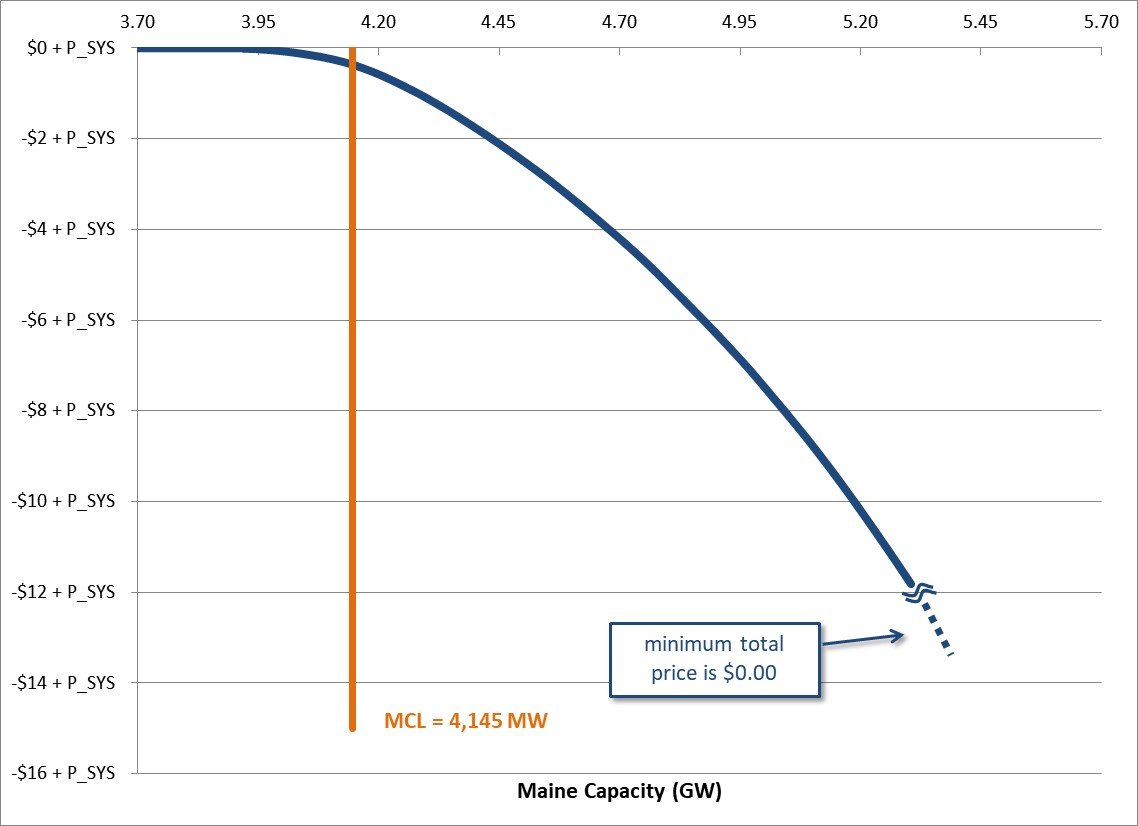 3.70 3.95 4.20 4.45 4.70 4.95 5.20 5.45 5.70
$0 + P_SYS
-$2 + P_SYS
-$4 + P_SYS
-$6 + P_SYS
-$8 + P_SYS
-$10 + P_SYS
-$12 + P_SYS
minimum total
price is $0.00
-$14 + P_SYS
MCL = 4,145 MW
-$16 + P_SYS
Maine Capacity (GW)